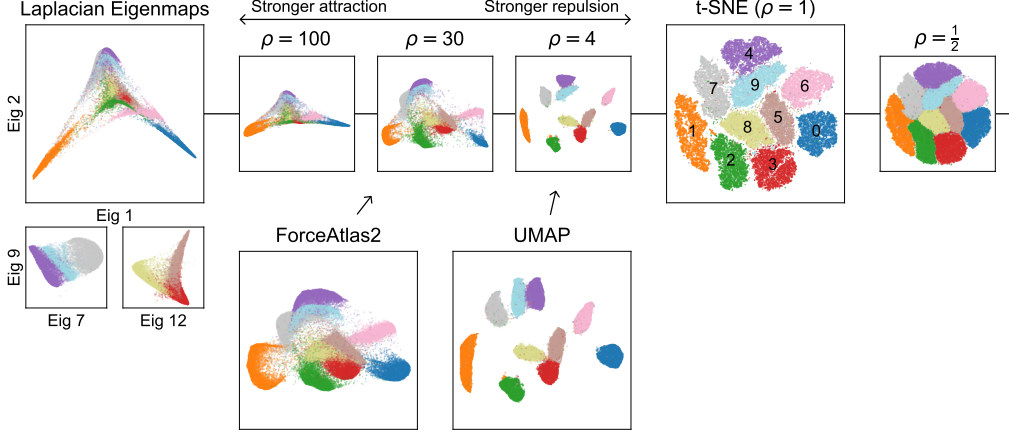 Laplacian Eigenmaps
Stronger attraction
Stronger repulsion
t-SNE (ρ = 1)
ρ = 100
ρ = 30
ρ = 4
ρ = 1/2
Eig 2
Eig 1
4
7
9
6
1
8
5
0
2
3
Eig 9
Eig 7
Eig 12
ForceAtlas2
UMAP